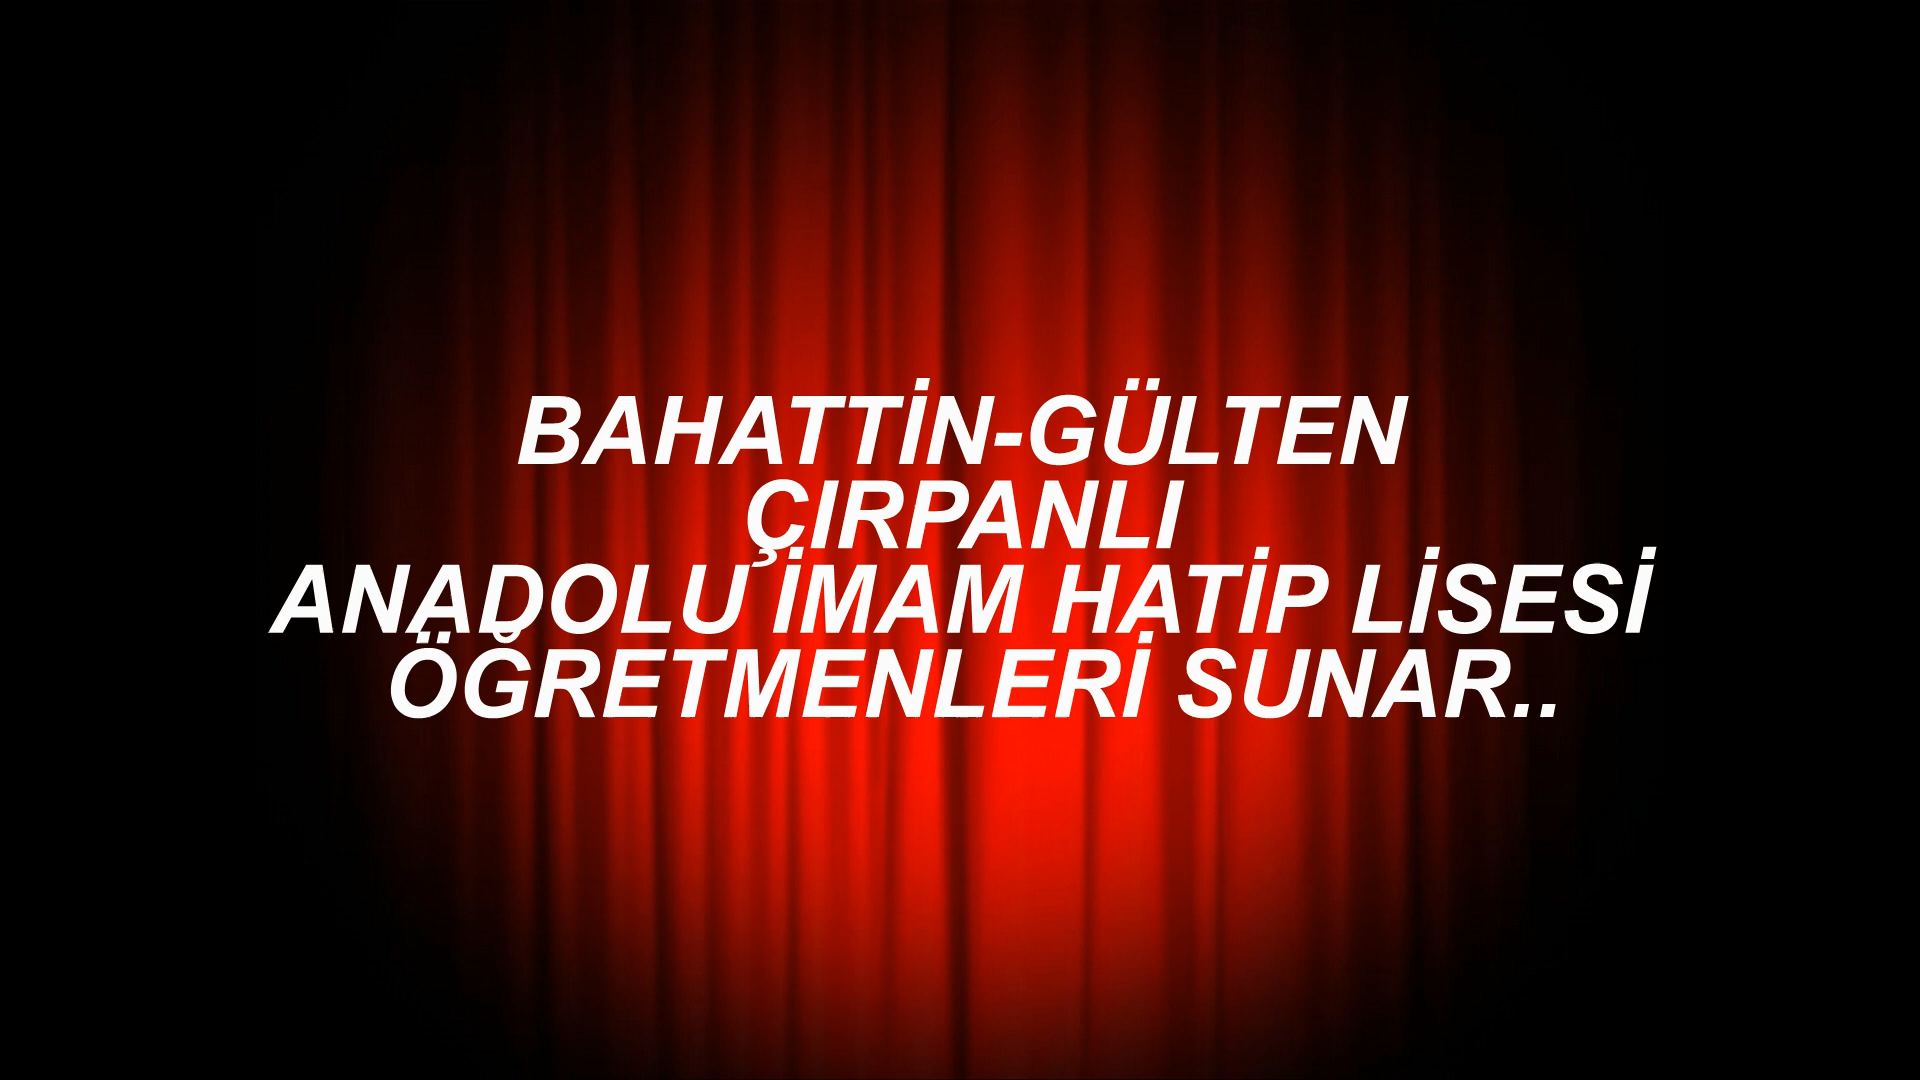 BAHATTİN-GÜLTEN
ÇIRPANLI
ANADOLU İMAM HATİP LİSESİ
ÖĞRETMENLERİ SUNAR..